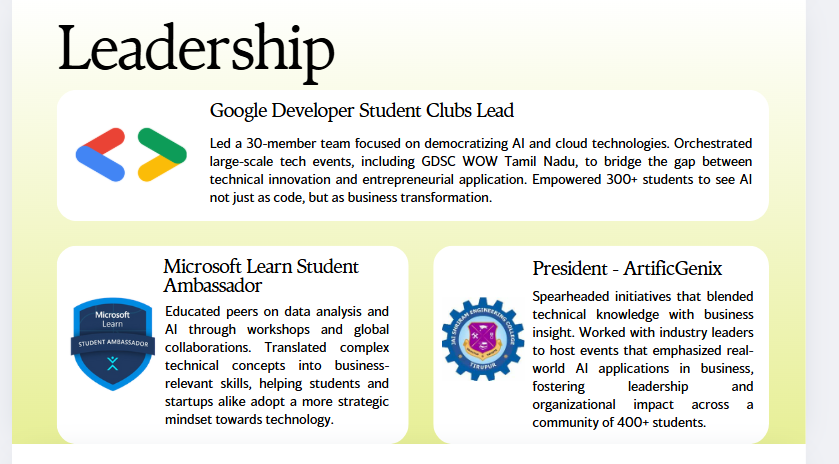 Leadership
Google Developer Student Clubs Lead
Led a 30-member team focused on democratizing AI and cloud technologies. Orchestrated
large-scale tech events, including GDSC WOW Tamil Nadu, to bridge the gap between
technical innovation and entrepreneurial application. Empowered 300+ students to see AI
not just as code, but as business transformation.
Microsoft Learn Student
Ambassador
Microsoft
Learn
STUDENT AMBASSADOR
Educated peers on data analysis and
AI through workshops and global
collaborations. Translated complex
technical concepts into business-
relevant skills, helping students and
startups alike adopt a more strategic
mindset towards technology.
President - ArtificGenix
JAI SHRIRAM ENGINEERING COLLEGE
TIRUPUR
Spearheaded initiatives that blended
technical knowledge with business
insight. Worked with industry leaders
to host events that emphasized real-
world AI applications in business,
fostering leadership and
organizational impact across a
community of 400+ students.